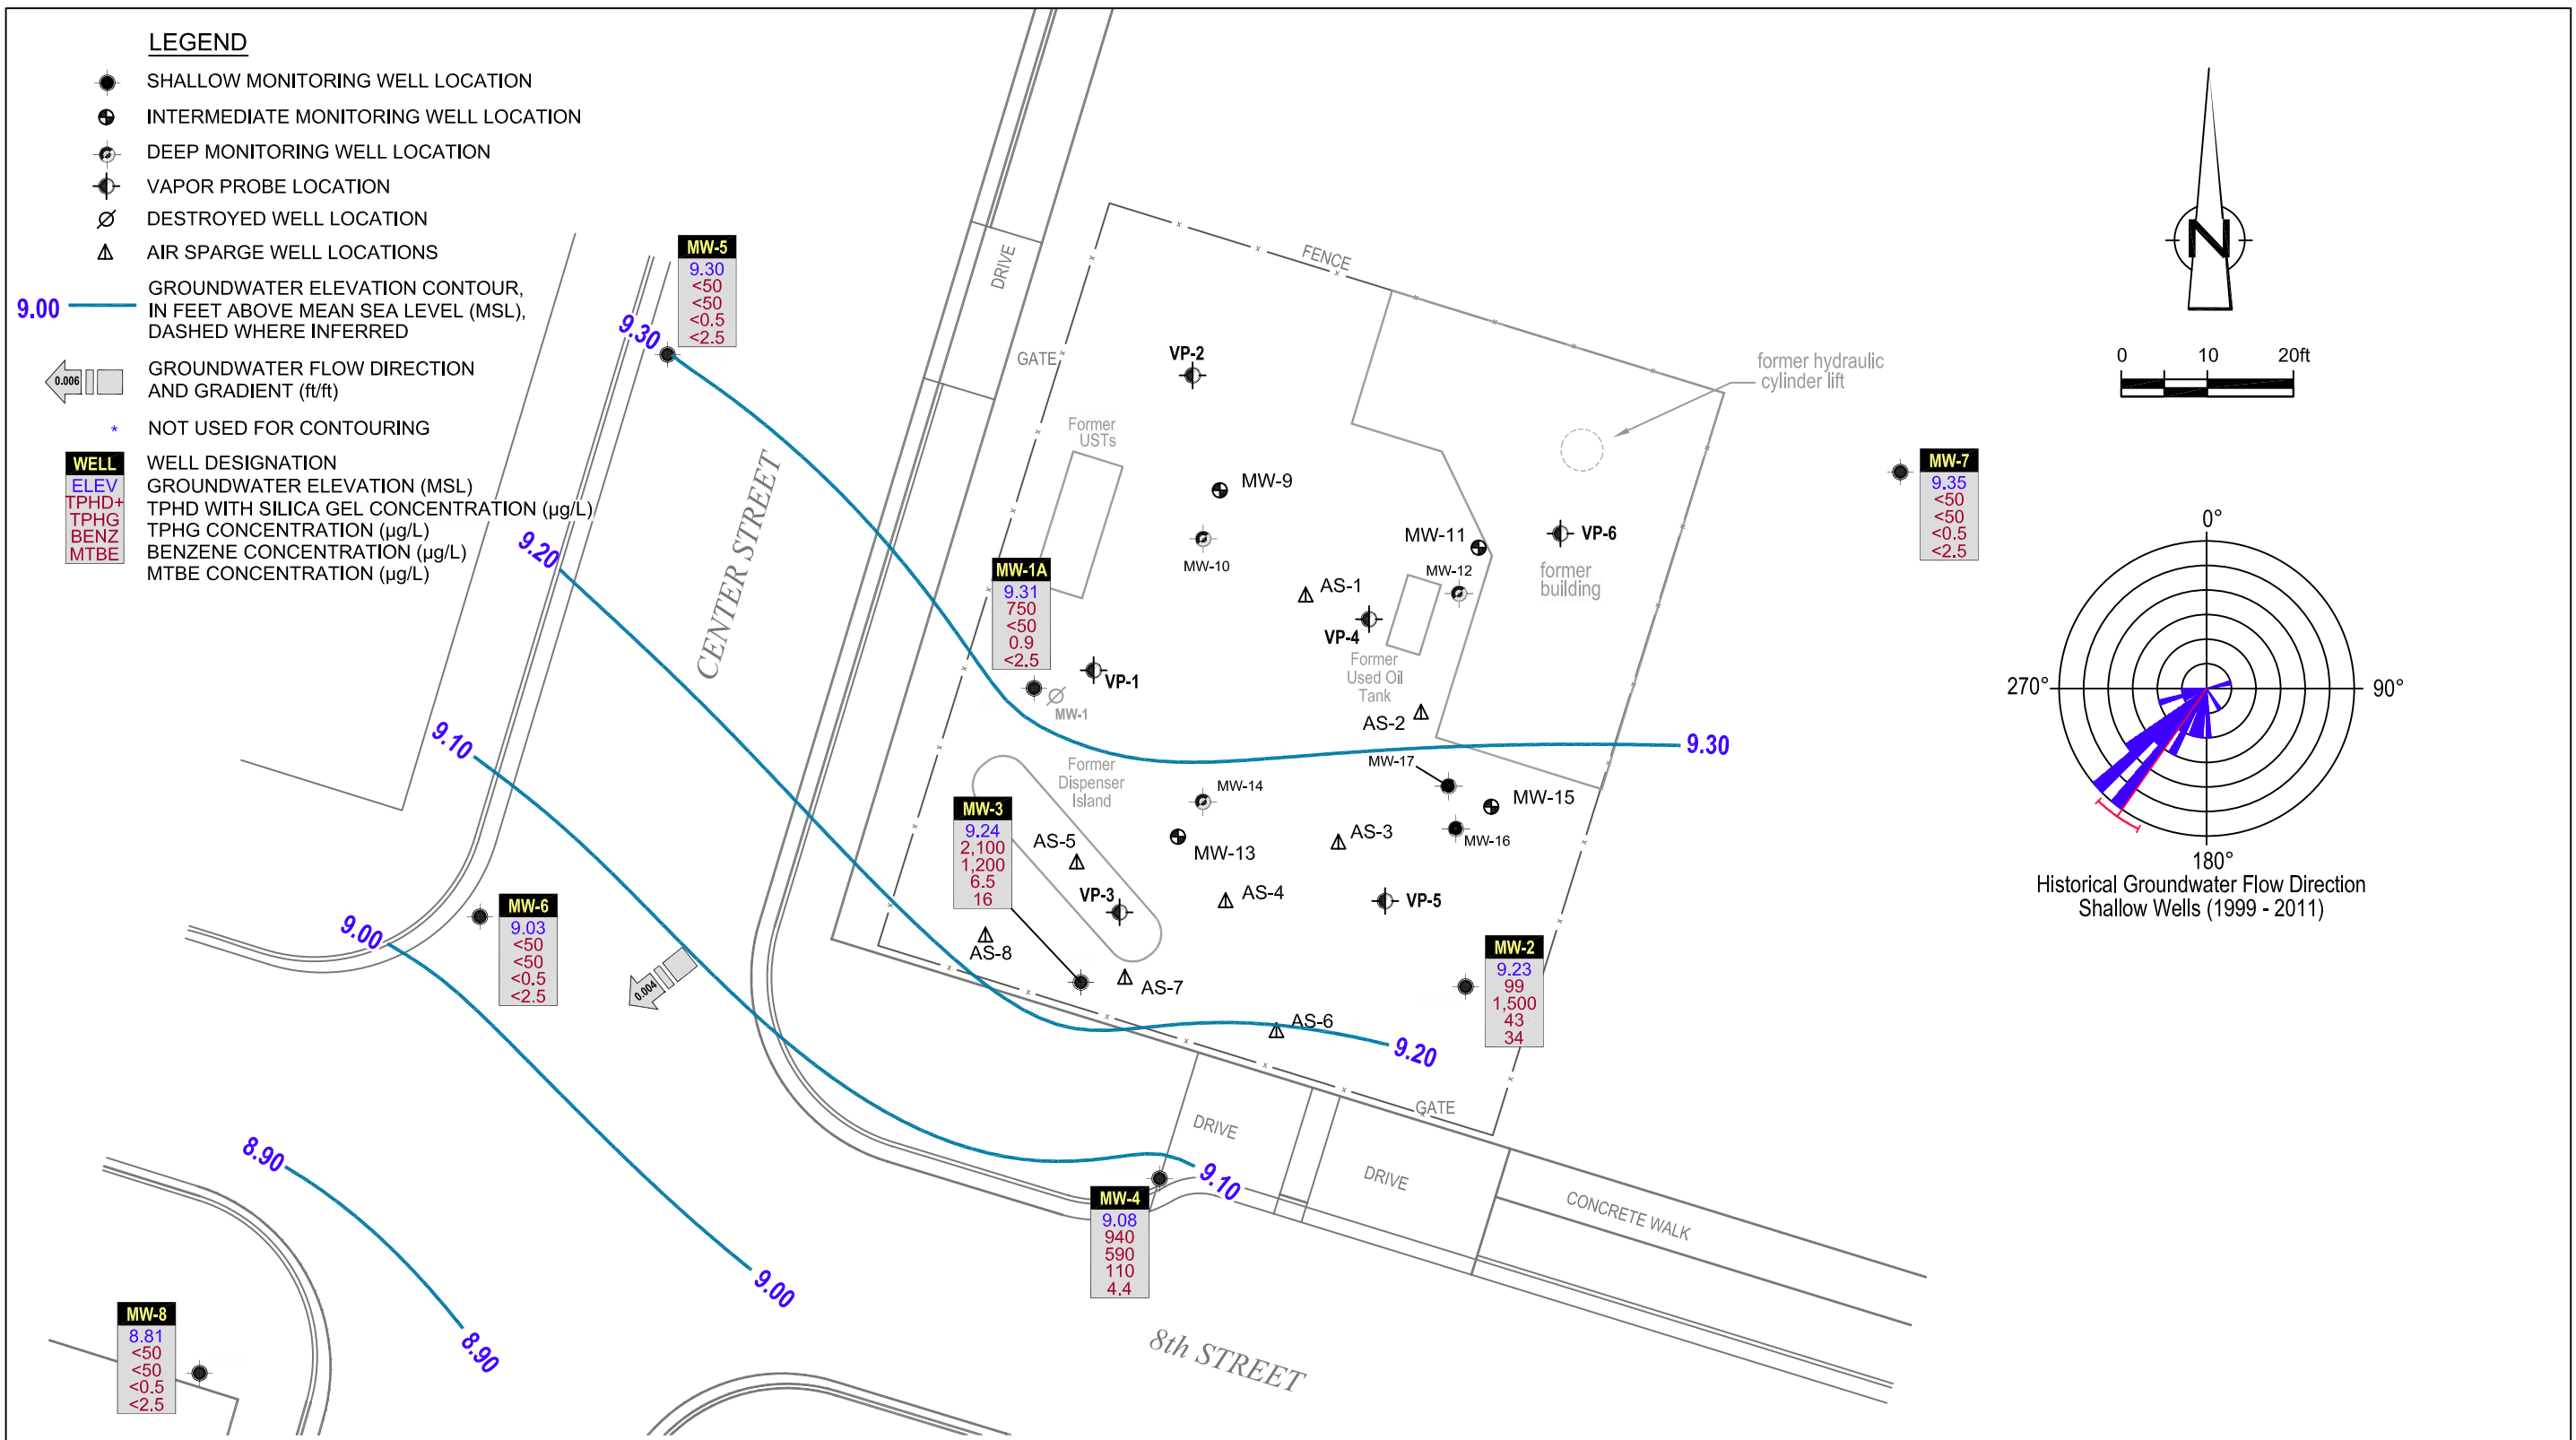 LEGEND
SHALLOW MONITORING WELL LOCATION
INTERMEDIATE MONITORING WELL LOCATION
DEEP MONITORING WELL LOCATION
VAPOR PROBE LOCATION
DESTROYED WELL LOCATION
AIR SPARGE WELL LOCATIONS
9.00
GROUNDWATER ELEVATION CONTOUR,
IN FEET ABOVE MEAN SEA LEVEL (MSL),
DASHED WHERE INFERRED
0.006
GROUNDWATER FLOW DIRECTION
AND GRADIENT (ft/ft)
* NOT USED FOR CONTOURING
WELL
ELEV
TPHD+
TPHG
BENZ
MTBE
WELL DESIGNATION
GROUNDWATER ELEVATION (MSL)
TPHD WITH SILICA GEL CONCENTRATION (µg/L)
TPHG CONCENTRATION (µg/L)
BENZENE CONCENTRATION (µg/L)
MTBE CONCENTRATION (µg/L)
MW-5
9.30
<50
<50
<0.5
<2.5
9.30
9.20
9.10
9.00
8.90
CENTER STREET
DRIVE
GATE
FENCE
VP-2
Former
USTs
MW-9
MW-10
MW-1A
9.31
750
<50
0.9
<2.5
VP-1
MW-1
AS-1
VP-4
MW-11
MW-12
Former
Used Oil
Tank
AS-2
VP-6
former
building
former hydraulic
cylinder lift
N
0 10 20ft
MW-7
9.35
<50
<50
<0.5
<2.5
0°
270°
90°
180°
Historical Groundwater Flow Direction
Shallow Wells (1999 - 2011)
9.30
Former
Dispenser
Island
MW-14
MW-13
MW-17
MW-15
MW-16
MW-3
9.24
2,100
1,200
6.5
16
AS-5
VP-3
AS-3
AS-4
VP-5
AS-8
AS-7
AS-6
MW-2
9.23
99
1,500
43
34
9.20
MW-6
9.03
<50
<50
<0.5
<2.5
0.004
GATE
DRIVE
DRIVE
CONCRETE WALK
9.10
MW-4
9.08
940
590
110
4.4
9.00
8.90
MW-8
8.81
<50
<50
<0.5
<2.5
8th STREET